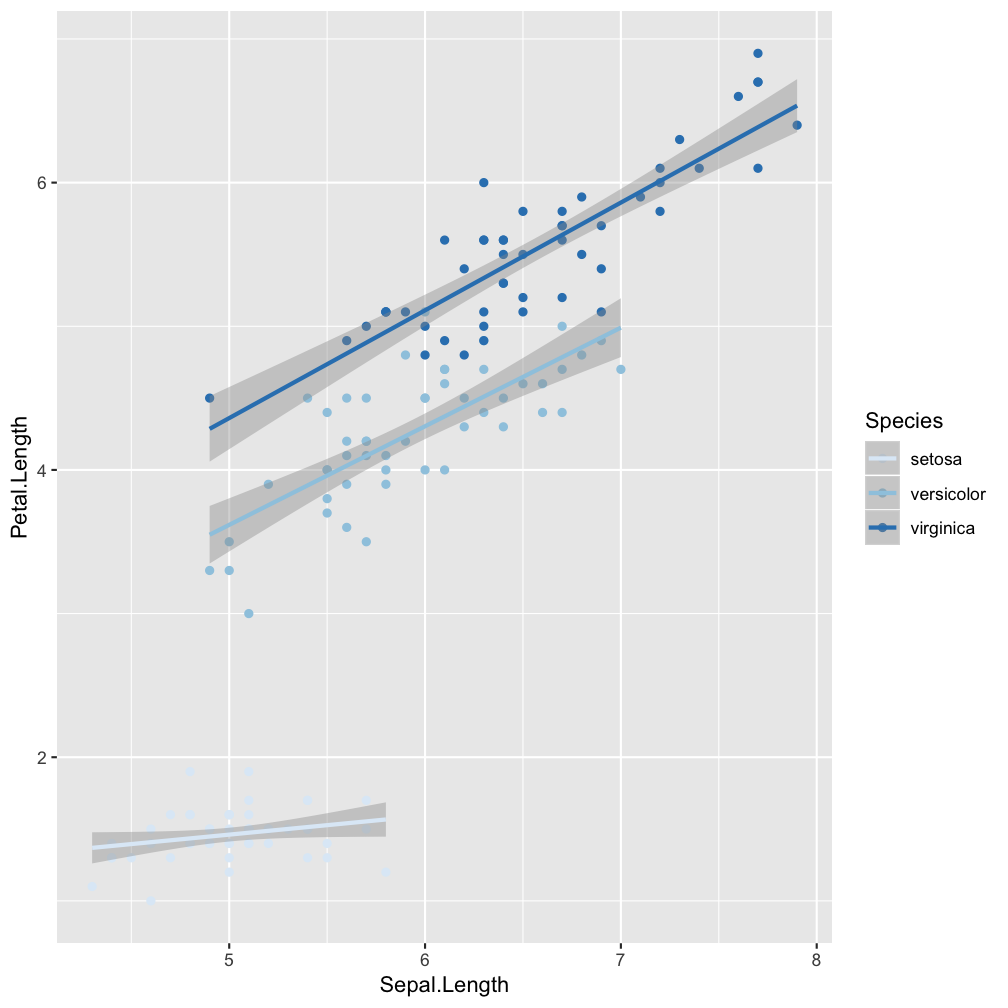 6
4
2
Petal.Length
5 6 7 8
Sepal.Length
Species
setosa
versicolor
virginica